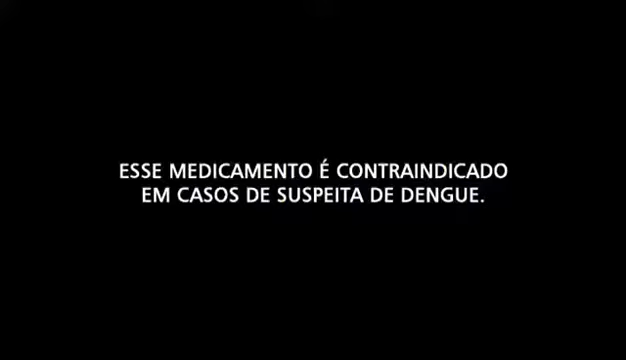 ESSE MEDICAMENTO É CONTRAINDICADO
EM CASOS DE SUSPEITA DE DENGUE.